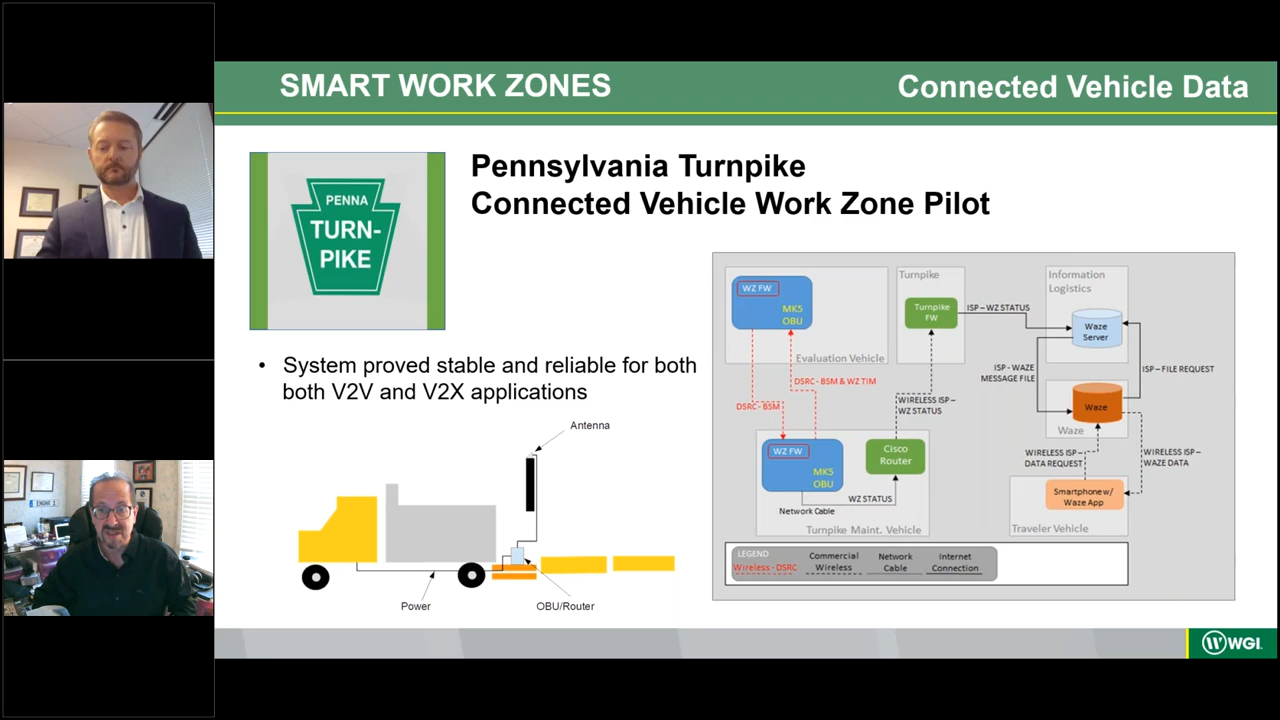 SMART WORK ZONES
Connected Vehicle Data
PENNA
TURN-
PIKE
Pennsylvania Turnpike
Connected Vehicle Work Zone Pilot
• System proved stable and reliable for both
both V2V and V2X applications
Antenna
Power
OBU/Router
WZ FW
MK5
OBU
Evaluation Vehicle
Turnpike
Turnpike
FW
ISP – WZ STATUS
Information
Logistics
Waze
Server
ISP - WAZE
MESSAGE FILE
ISP – FILE REQUEST
DSRC - BSM & WZ TIM
DSRC - BSM
WIRELESS ISP –
WZ STATUS
Waze
Waze
WZ FW
MK5
OBU
Cisco
Router
WZ STATUS
Network Cable
Turnpike Maint. Vehicle
WIRELESS ISP –
DATA REQUEST
WIRELESS ISP –
WAZE DATA
Smartphone w/
Waze App
Traveler Vehicle
LEGEND
Wireless - DSRC
Commercial
Wireless
Network
Cable
Internet
Connection
WGI
ENGINE 1